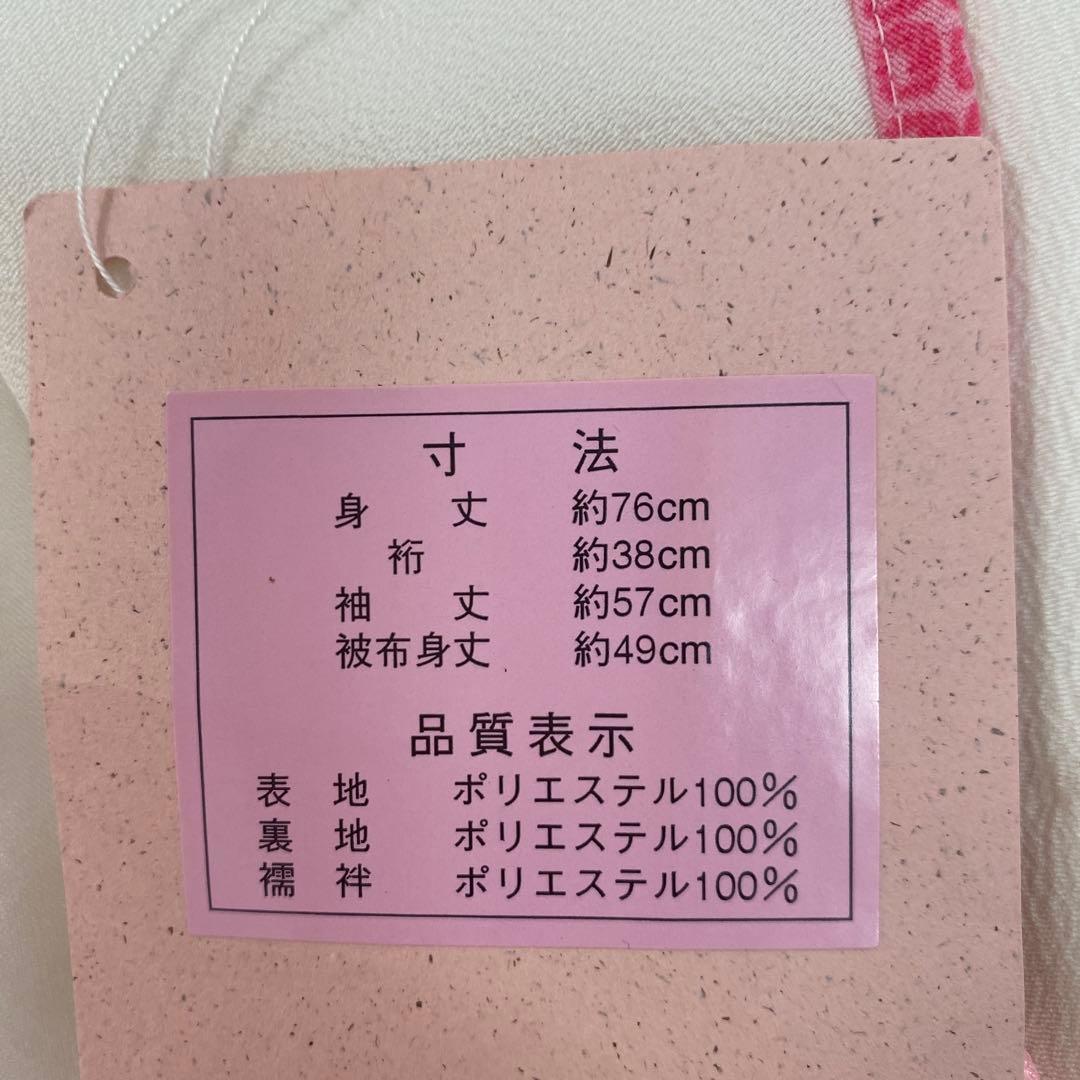 寸法
身丈 約76cm
裄 約38cm
袖丈 約57cm
被布身丈 約49cm
品質表示
表地 ポリエステル100%
裏地 ポリエステル100%
襦袢 ポリエステル100%